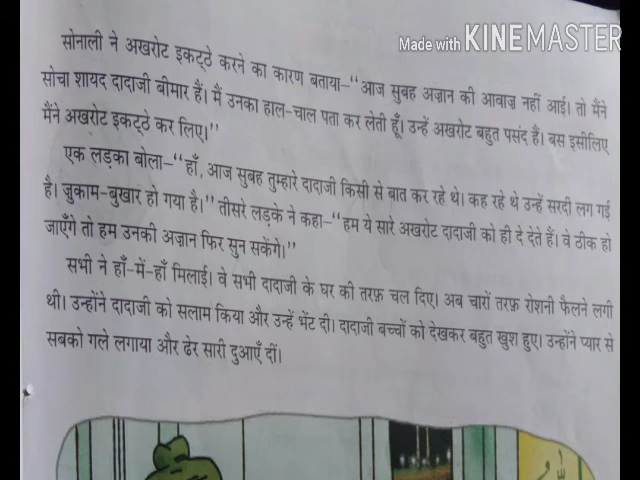 Made with KINEMASTER
सोनाली ने अखरोट इकट्ठे करने का कारण बताया–“आज सुबह अज़ान की आवाज़ नहीं आई। तो मैंने
सोचा शायद दादाजी बीमार हैं। मैं उनका हाल-चाल पता कर लेती हूँ। उन्हें अखरोट बहुत पसंद हैं। बस इसीलिए
मैंने अखरोट इकट्ठे कर लिए।”
एक लड़का बोला–“हाँ, आज सुबह तुम्हारे दादाजी किसी से बात कर रहे थे। कह रहे थे उन्हें सरदी लग गई
है। जुकाम-बुखार हो गया है।” तीसरे लड़के ने कहा–“हम ये सारे अखरोट दादाजी को ही दे देते हैं। वे ठीक हो
जाएँगे तो हम उनकी अज़ान फिर सुन सकेंगे।”
सभी ने हाँ-में-हाँ मिलाई। वे सभी दादाजी के घर की तरफ़ चल दिए। अब चारों तरफ़ रोशनी फैलने लगी
थी। उन्होंने दादाजी को सलाम किया और उन्हें भेंट दी। दादाजी बच्चों को देखकर बहुत खुश हुए। उन्होंने प्यार से
सबको गले लगाया और ढेर सारी दुआएँ दीं।